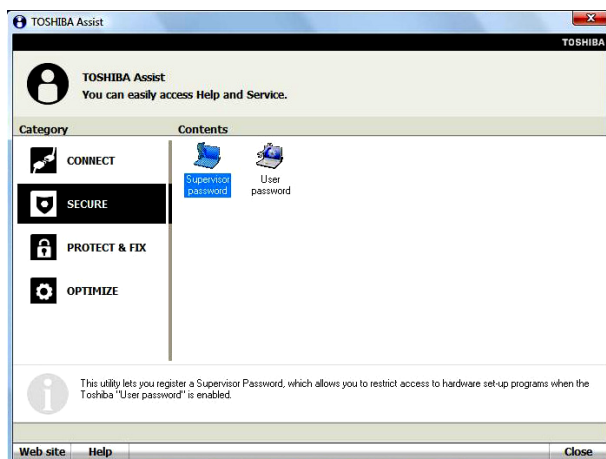 TOSHIBA Assist
TOSHIBA
TOSHIBA Assist
You can easily access Help and Service.
Category
Contents
CONNECT
SECURE
PROTECT & FIX
OPTIMIZE
Supervisor
password
User
password
This utility lets you register a Supervisor Password, which allows you to restrict access to hardware set-up programs when the
Toshiba "User password" is enabled.
Web site
Help
Close